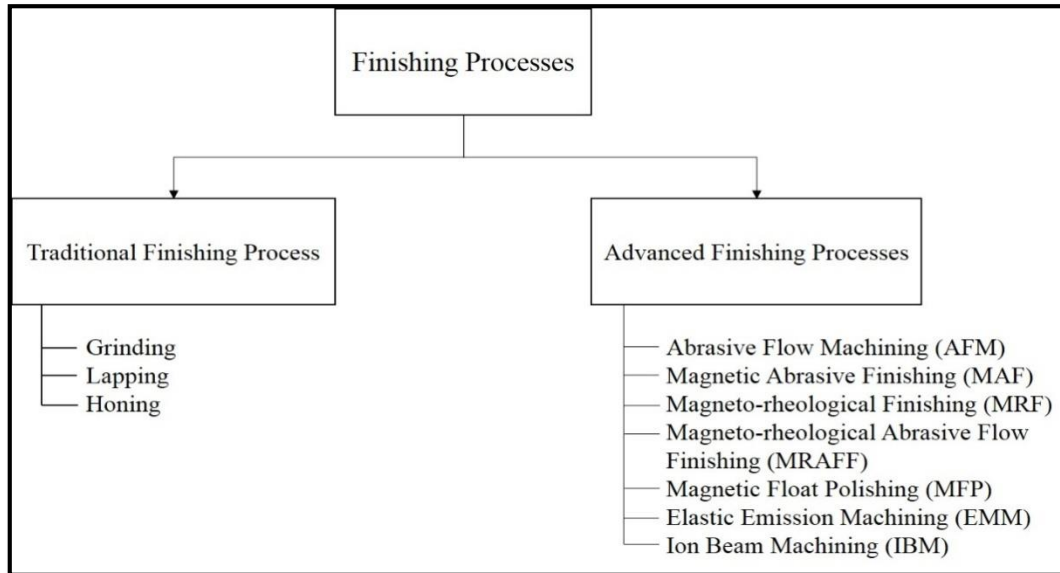 Finishing Processes
Traditional Finishing Process
Grinding
Lapping
Honing
Advanced Finishing Processes
Abrasive Flow Machining (AFM)
Magnetic Abrasive Finishing (MAF)
Magneto-rheological Finishing (MRF)
Magneto-rheological Abrasive Flow
Finishing (MRAFF)
Magnetic Float Polishing (MFP)
Elastic Emission Machining (EMM)
Ion Beam Machining (IBM)